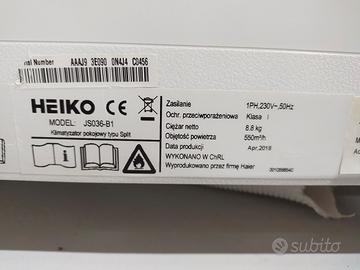 rial Number AAAJ9 3E090 0N4J4 C0456
HEIKO CE
MODEL: JS036-B1
Klimatyzator pokojowy typu Split
Zasilanie 1PH,230V~,50Hz
Ochr. przeciwporażeniowa Klasa I
Ciężar netto 8.8 kg
Objętość powietrza 550m³/h
Data produkcji Apr,2018
WYKONANO W ChRL
Wyprodukowano przez firmę Haier
subito